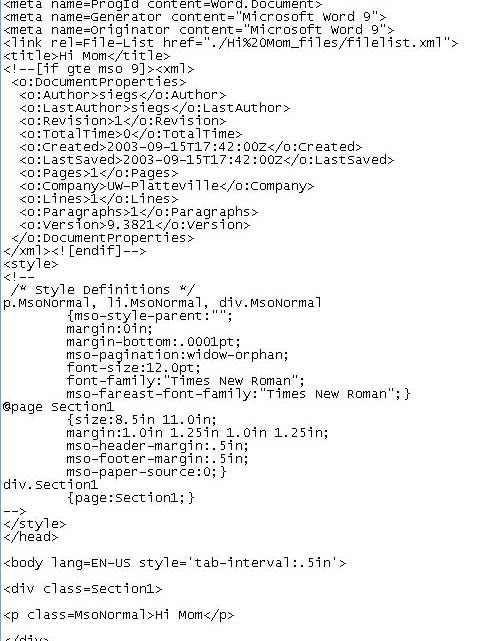 <meta name=ProgId content=Word.Document>
<meta name=Generator content="Microsoft Word 9">
<meta name=Originator content="Microsoft Word 9">
<link rel=File-List href="./Hi%20Mom_files/filelist.xml">
<title>Hi Mom</title>
<!--[if gte mso 9]><xml>
 <o:DocumentProperties>
  <o:Author>siegs</o:Author>
  <o:LastAuthor>siegs</o:LastAuthor>
  <o:Revision>1</o:Revision>
  <o:TotalTime>0</o:TotalTime>
  <o:Created>2003-09-15T17:42:00Z</o:Created>
  <o:LastSaved>2003-09-15T17:42:00Z</o:LastSaved>
  <o:Pages>1</o:Pages>
  <o:Company>UW-Platteville</o:Company>
  <o:Lines>1</o:Lines>
  <o:Paragraphs>1</o:Paragraphs>
  <o:Version>9.3821</o:Version>
 </o:DocumentProperties>
</xml><![endif]-->
<style>
<!--
 /* Style Definitions */
p.MsoNormal, li.MsoNormal, div.MsoNormal
	{mso-style-parent:"";
	margin:0in;
	margin-bottom:.0001pt;
	mso-pagination:widow-orphan;
	font-size:12.0pt;
	font-family:"Times New Roman";
	mso-fareast-font-family:"Times New Roman";}
@page Section1
	{size:8.5in 11.0in;
	margin:1.0in 1.25in 1.0in 1.25in;
	mso-header-margin:.5in;
	mso-footer-margin:.5in;
	mso-paper-source:0;}
div.Section1
	{page:Section1;}
-->
</style>
</head>
<body lang=EN-US style='tab-interval:.5in'>
<div class=Section1>
<p class=MsoNormal>Hi Mom</p>
</div>